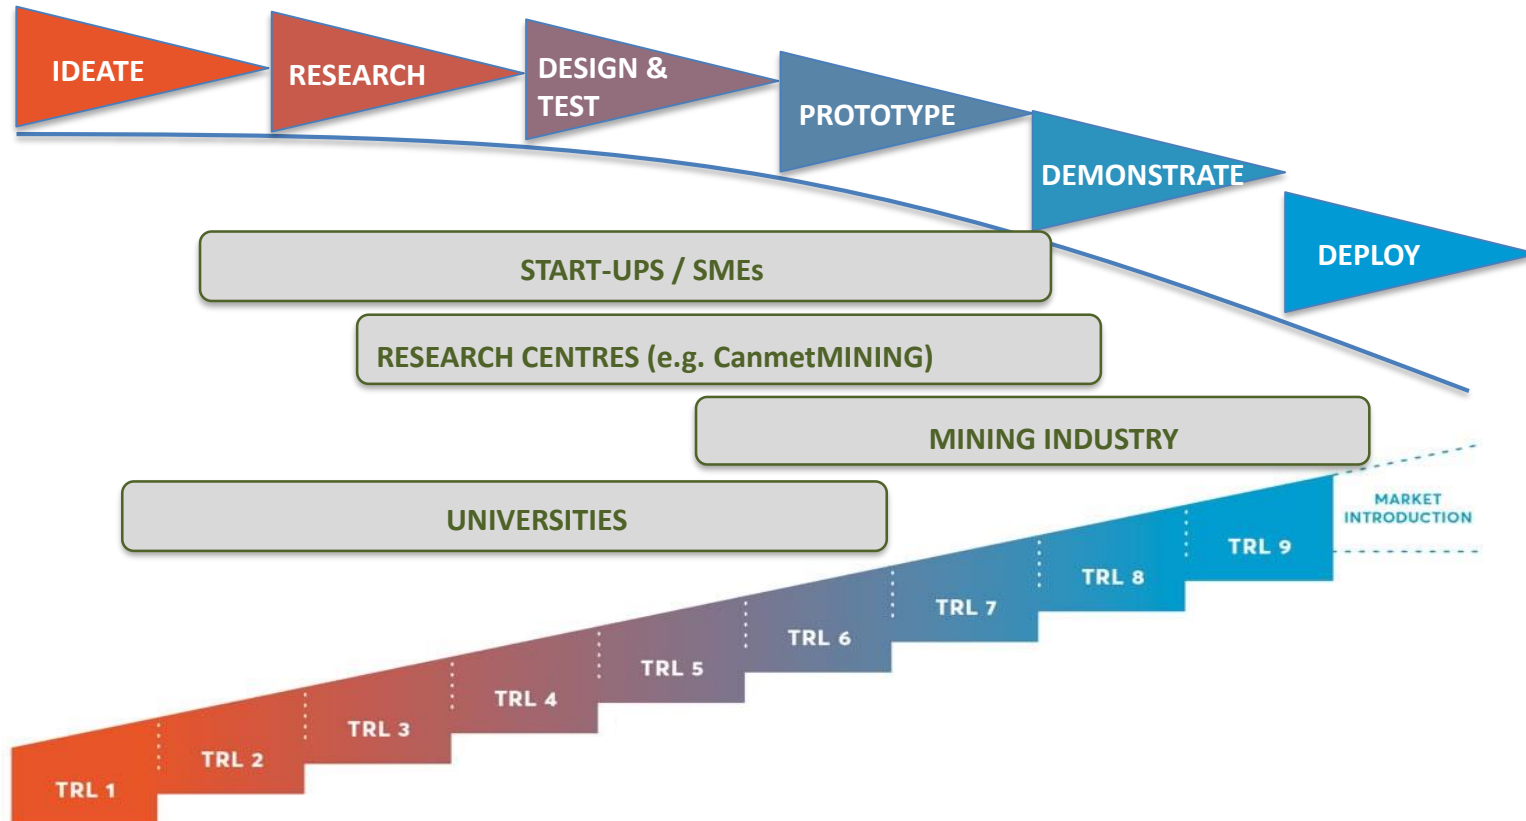 IDEATE
RESEARCH
DESIGN &
TEST
PROTOTYPE
DEMONSTRATE
DEPLOY
START-UPS / SMEs
RESEARCH CENTRES (e.g. CanmetMINING)
MINING INDUSTRY
UNIVERSITIES
MARKET
INTRODUCTION
TRL 9
TRL 8
TRL 7
TRL 6
TRL 5
TRL 4
TRL 3
TRL 2
TRL 1